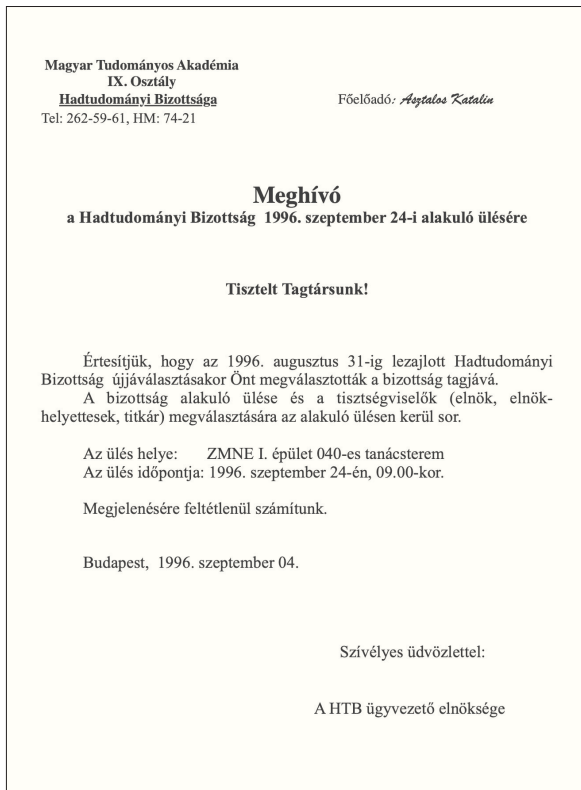 Magyar Tudományos Akadémia
IX. Osztály
Hadtudományi Bizottsága
Főelőadó: Asztalos Katalin
Tel: 262-59-61, HM: 74-21
Meghívó
a Hadtudományi Bizottság 1996. szeptember 24-i alakuló ülésére
Tisztelt Tagtársunk!
Értesítjük, hogy az 1996. augusztus 31-ig lezajlott Hadtudományi
Bizottság újjáválasztásakor Önt megválasztották a bizottság tagjává.
A bizottság alakuló ülése és a tisztségviselők (elnök, elnök-
helyettesek, titkár) megválasztására az alakuló ülésen kerül sor.
Az ülés helye: ZMNE I. épület 040-es tanácsterem
Az ülés időpontja: 1996. szeptember 24-én, 09.00-kor.
Megjelenésére feltétlenül számítunk.
Budapest, 1996. szeptember 04.
Szívélyes üdvözlettel:
A HTB ügyvezető elnöksége